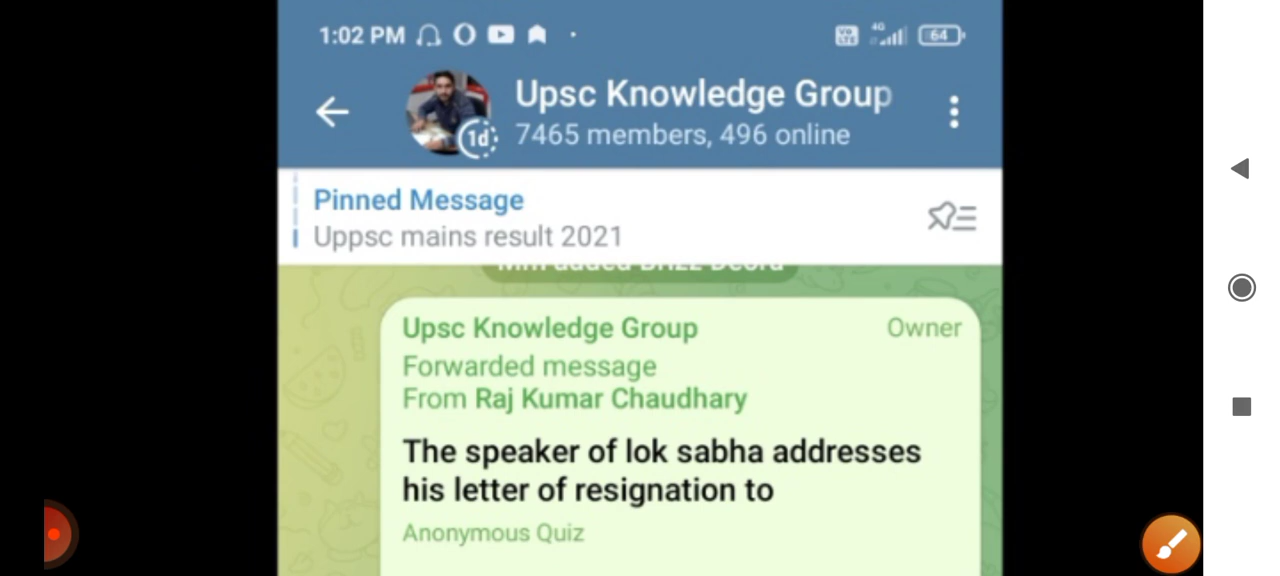 1:02 PM
4G
64
Upsc Knowledge Group
1d
7465 members, 496 online
Pinned Message
Uppsc mains result 2021
Upsc Knowledge Group
Owner
Forwarded message
From Raj Kumar Chaudhary
The speaker of lok sabha addresses
his letter of resignation to
Anonymous Quiz